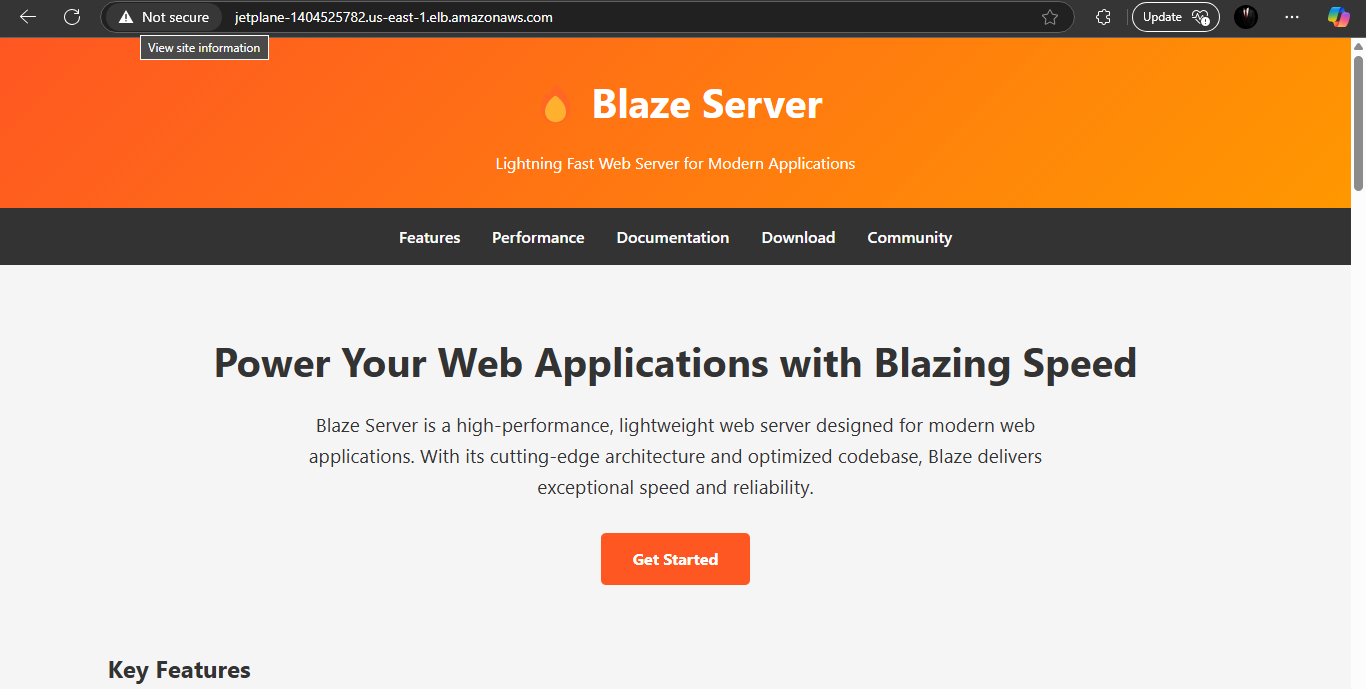 Not secure
jetplane-1404525782.us-east-1.elb.amazonaws.com
Update
View site information
Blaze Server
Lightning Fast Web Server for Modern Applications
Features Performance Documentation Download Community
Power Your Web Applications with Blazing Speed
Blaze Server is a high-performance, lightweight web server designed for modern web
applications. With its cutting-edge architecture and optimized codebase, Blaze delivers
exceptional speed and reliability.
Get Started
Key Features